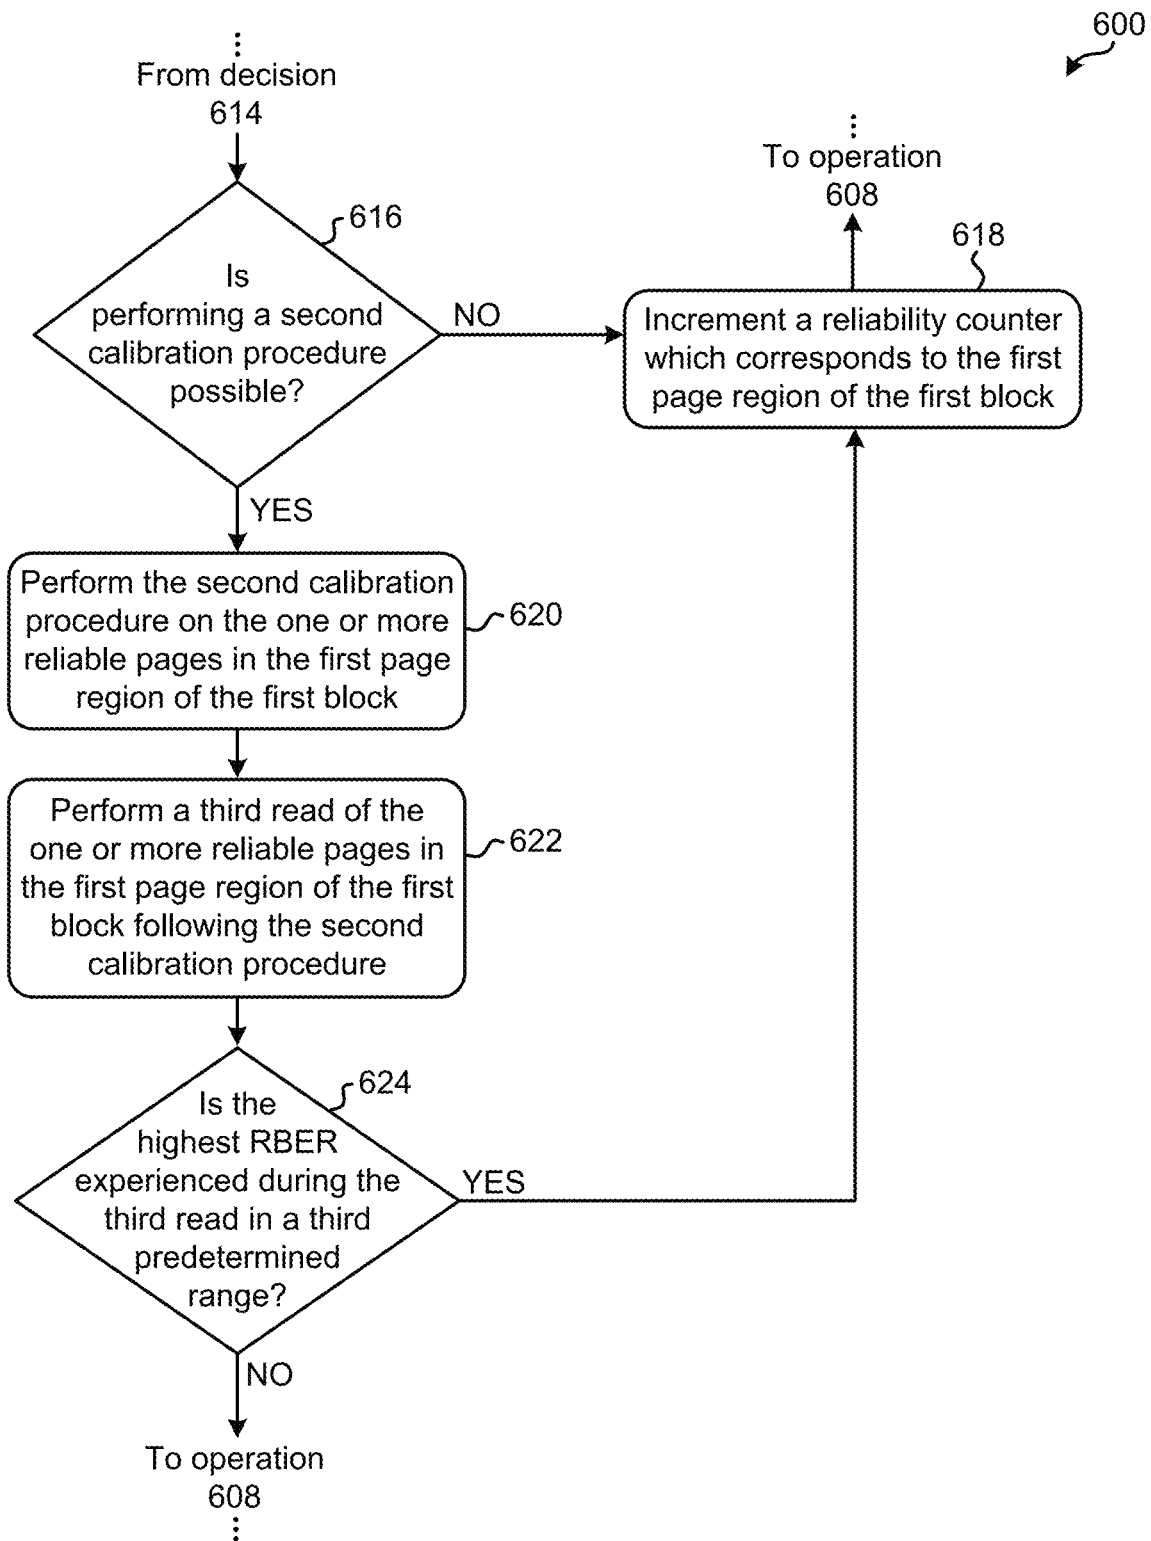 600
From decision
614
To operation
608
616
618
Is
performing a second
calibration procedure
possible?
NO
Increment a reliability counter
which corresponds to the first
page region of the first block
YES
Perform the second calibration
procedure on the one or more
reliable pages in the first page
region of the first block
620
Perform a third read of the
one or more reliable pages in
the first page region of the first
block following the second
calibration procedure
622
624
Is the
highest RBER
experienced during the
third read in a third
predetermined
range?
YES
NO
To operation
608